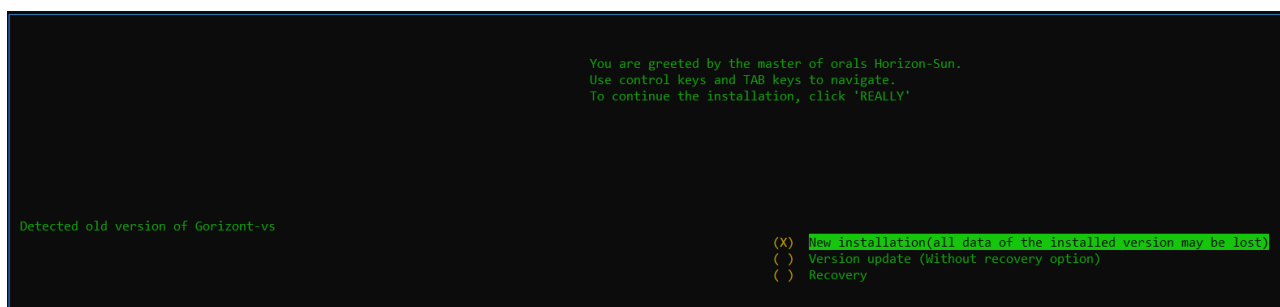 You are greeted by the master of orals Horizon-Sun.
Use control keys and TAB keys to navigate.
To continue the installation, click 'REALLY'
Detected old version of Gorizont-vs
(X) New installation(all data of the installed version may be lost)
( ) Version update (Without recovery option)
( ) Recovery